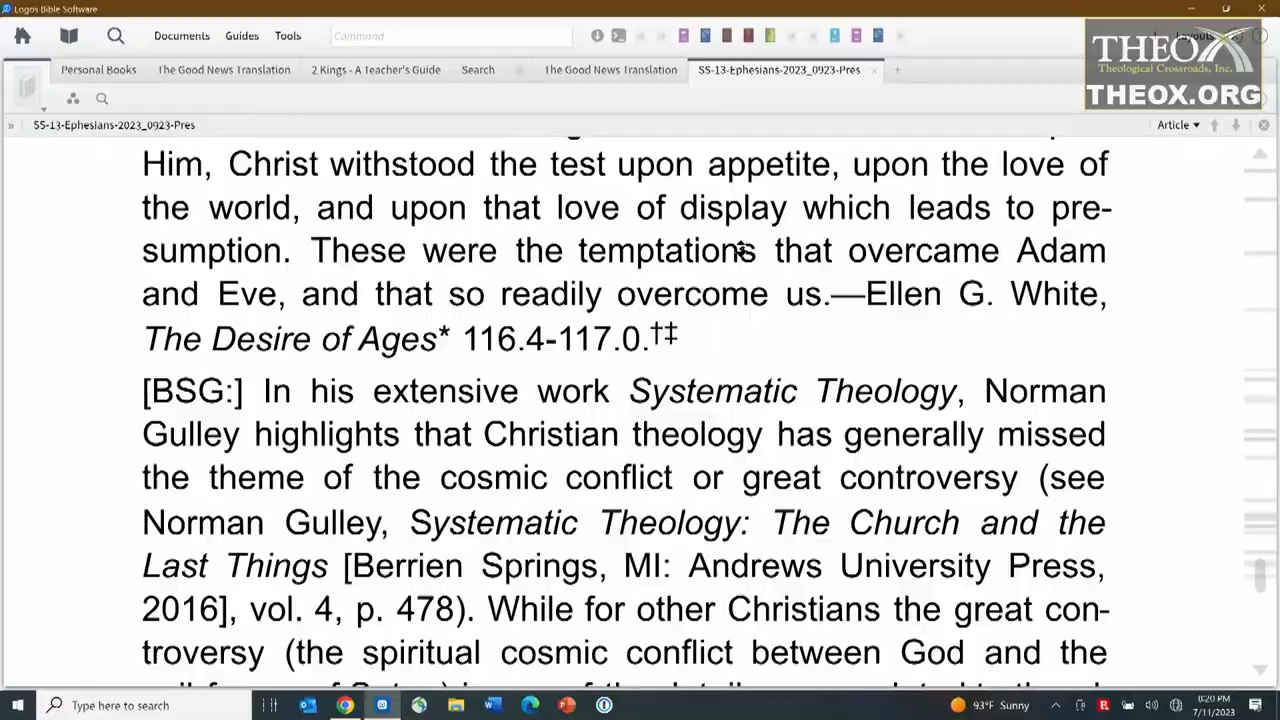 Logos Bible Software
Documents Guides Tools Command Layouts
THEOX
Theological Crossroads, Inc.
THEOX.ORG
Personal Books The Good News Translation 2 Kings - A Teacher's Guide The Good News Translation SS-13-Ephesians-2023_0923-Pres
SS-13-Ephesians-2023_0923-Pres Article
Him, Christ withstood the test upon appetite, upon the love of
the world, and upon that love of display which leads to pre-
sumption. These were the temptations that overcame Adam
and Eve, and that so readily overcome us.—Ellen G. White,
The Desire of Ages* 116.4-117.0.†‡
[BSG:] In his extensive work Systematic Theology, Norman
Gulley highlights that Christian theology has generally missed
the theme of the cosmic conflict or great controversy (see
Norman Gulley, Systematic Theology: The Church and the
Last Things [Berrien Springs, MI: Andrews University Press,
2016], vol. 4, p. 478). While for other Christians the great con-
troversy (the spiritual cosmic conflict between God and the
Type here to search 93°F Sunny 8:20 PM
7/11/2023